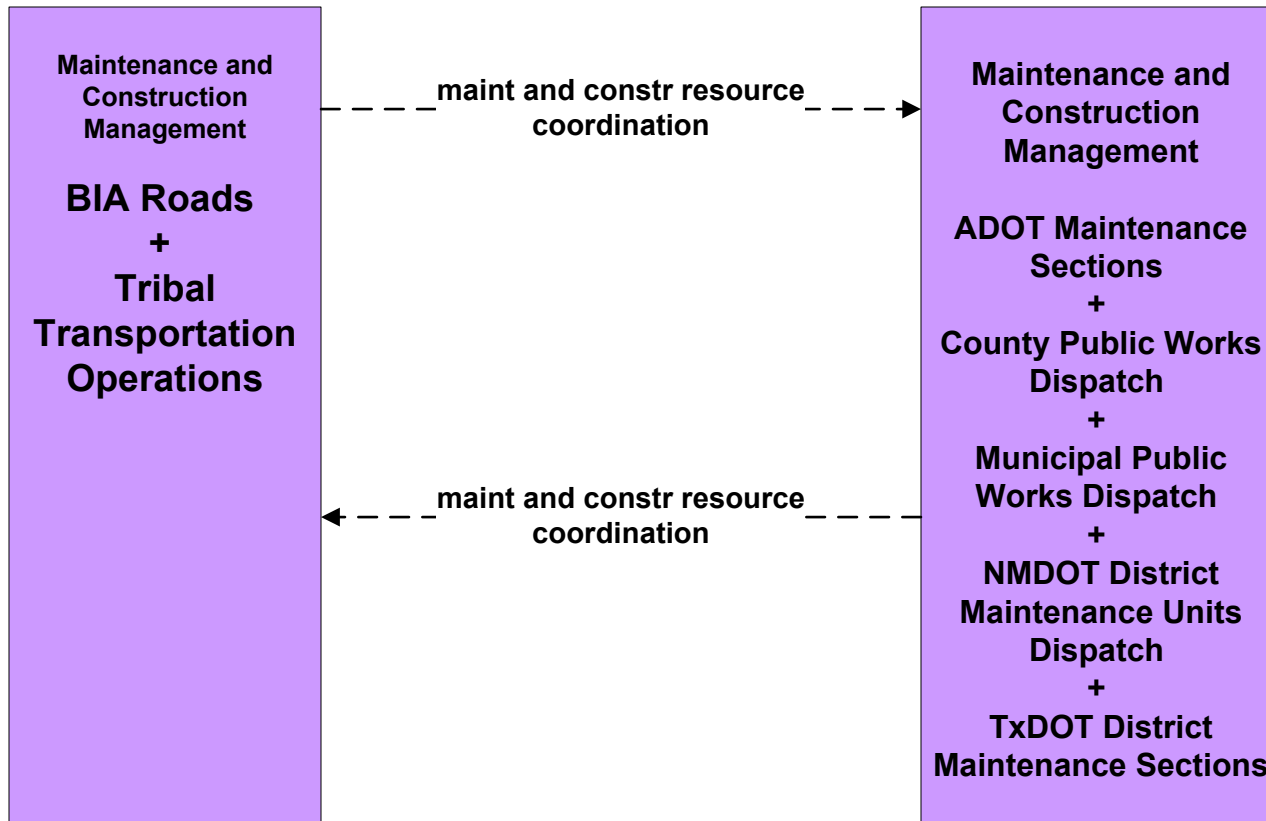 Maintenance and
Construction
Management
BIA Roads
+
Tribal
Transportation
Operations
maint and constr resource
coordination
maint and constr resource
coordination
Maintenance and
Construction
Management
ADOT Maintenance
Sections
+
County Public Works
Dispatch
+
Municipal Public
Works Dispatch
+
NMDOT District
Maintenance Units
Dispatch
+
TxDOT District
Maintenance Sections